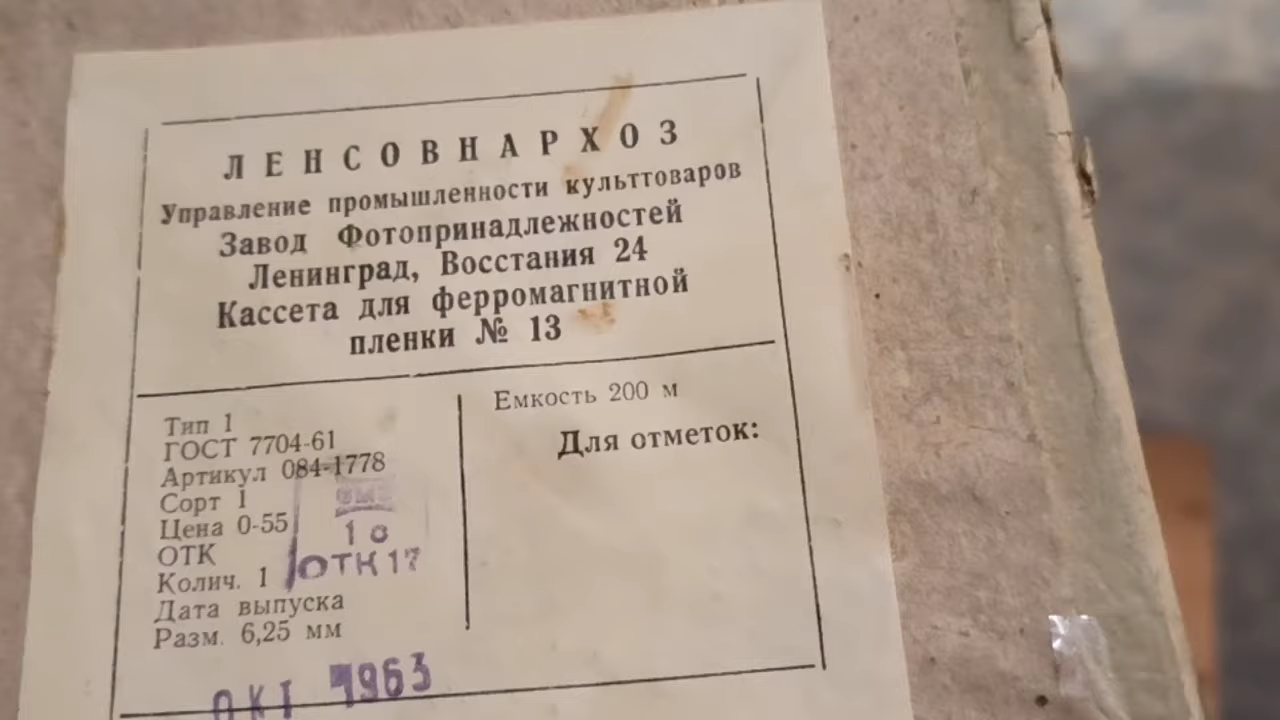 ЛЕНСОВНАРХОЗ
Управление промышленности культтоваров
Завод Фотопринадлежностей
Ленинград, Восстания 24
Кассета для ферромагнитной
пленки № 13
Тип 1
ГОСТ 7704-61
Артикул 084-1778
Сорт 1
Цена 0-55
ОТК
Колич. 1
Дата выпуска
Разм. 6,25 мм
1 с
ОТК 17
ОКТ 1963
Емкость 200 м
Для отметок: